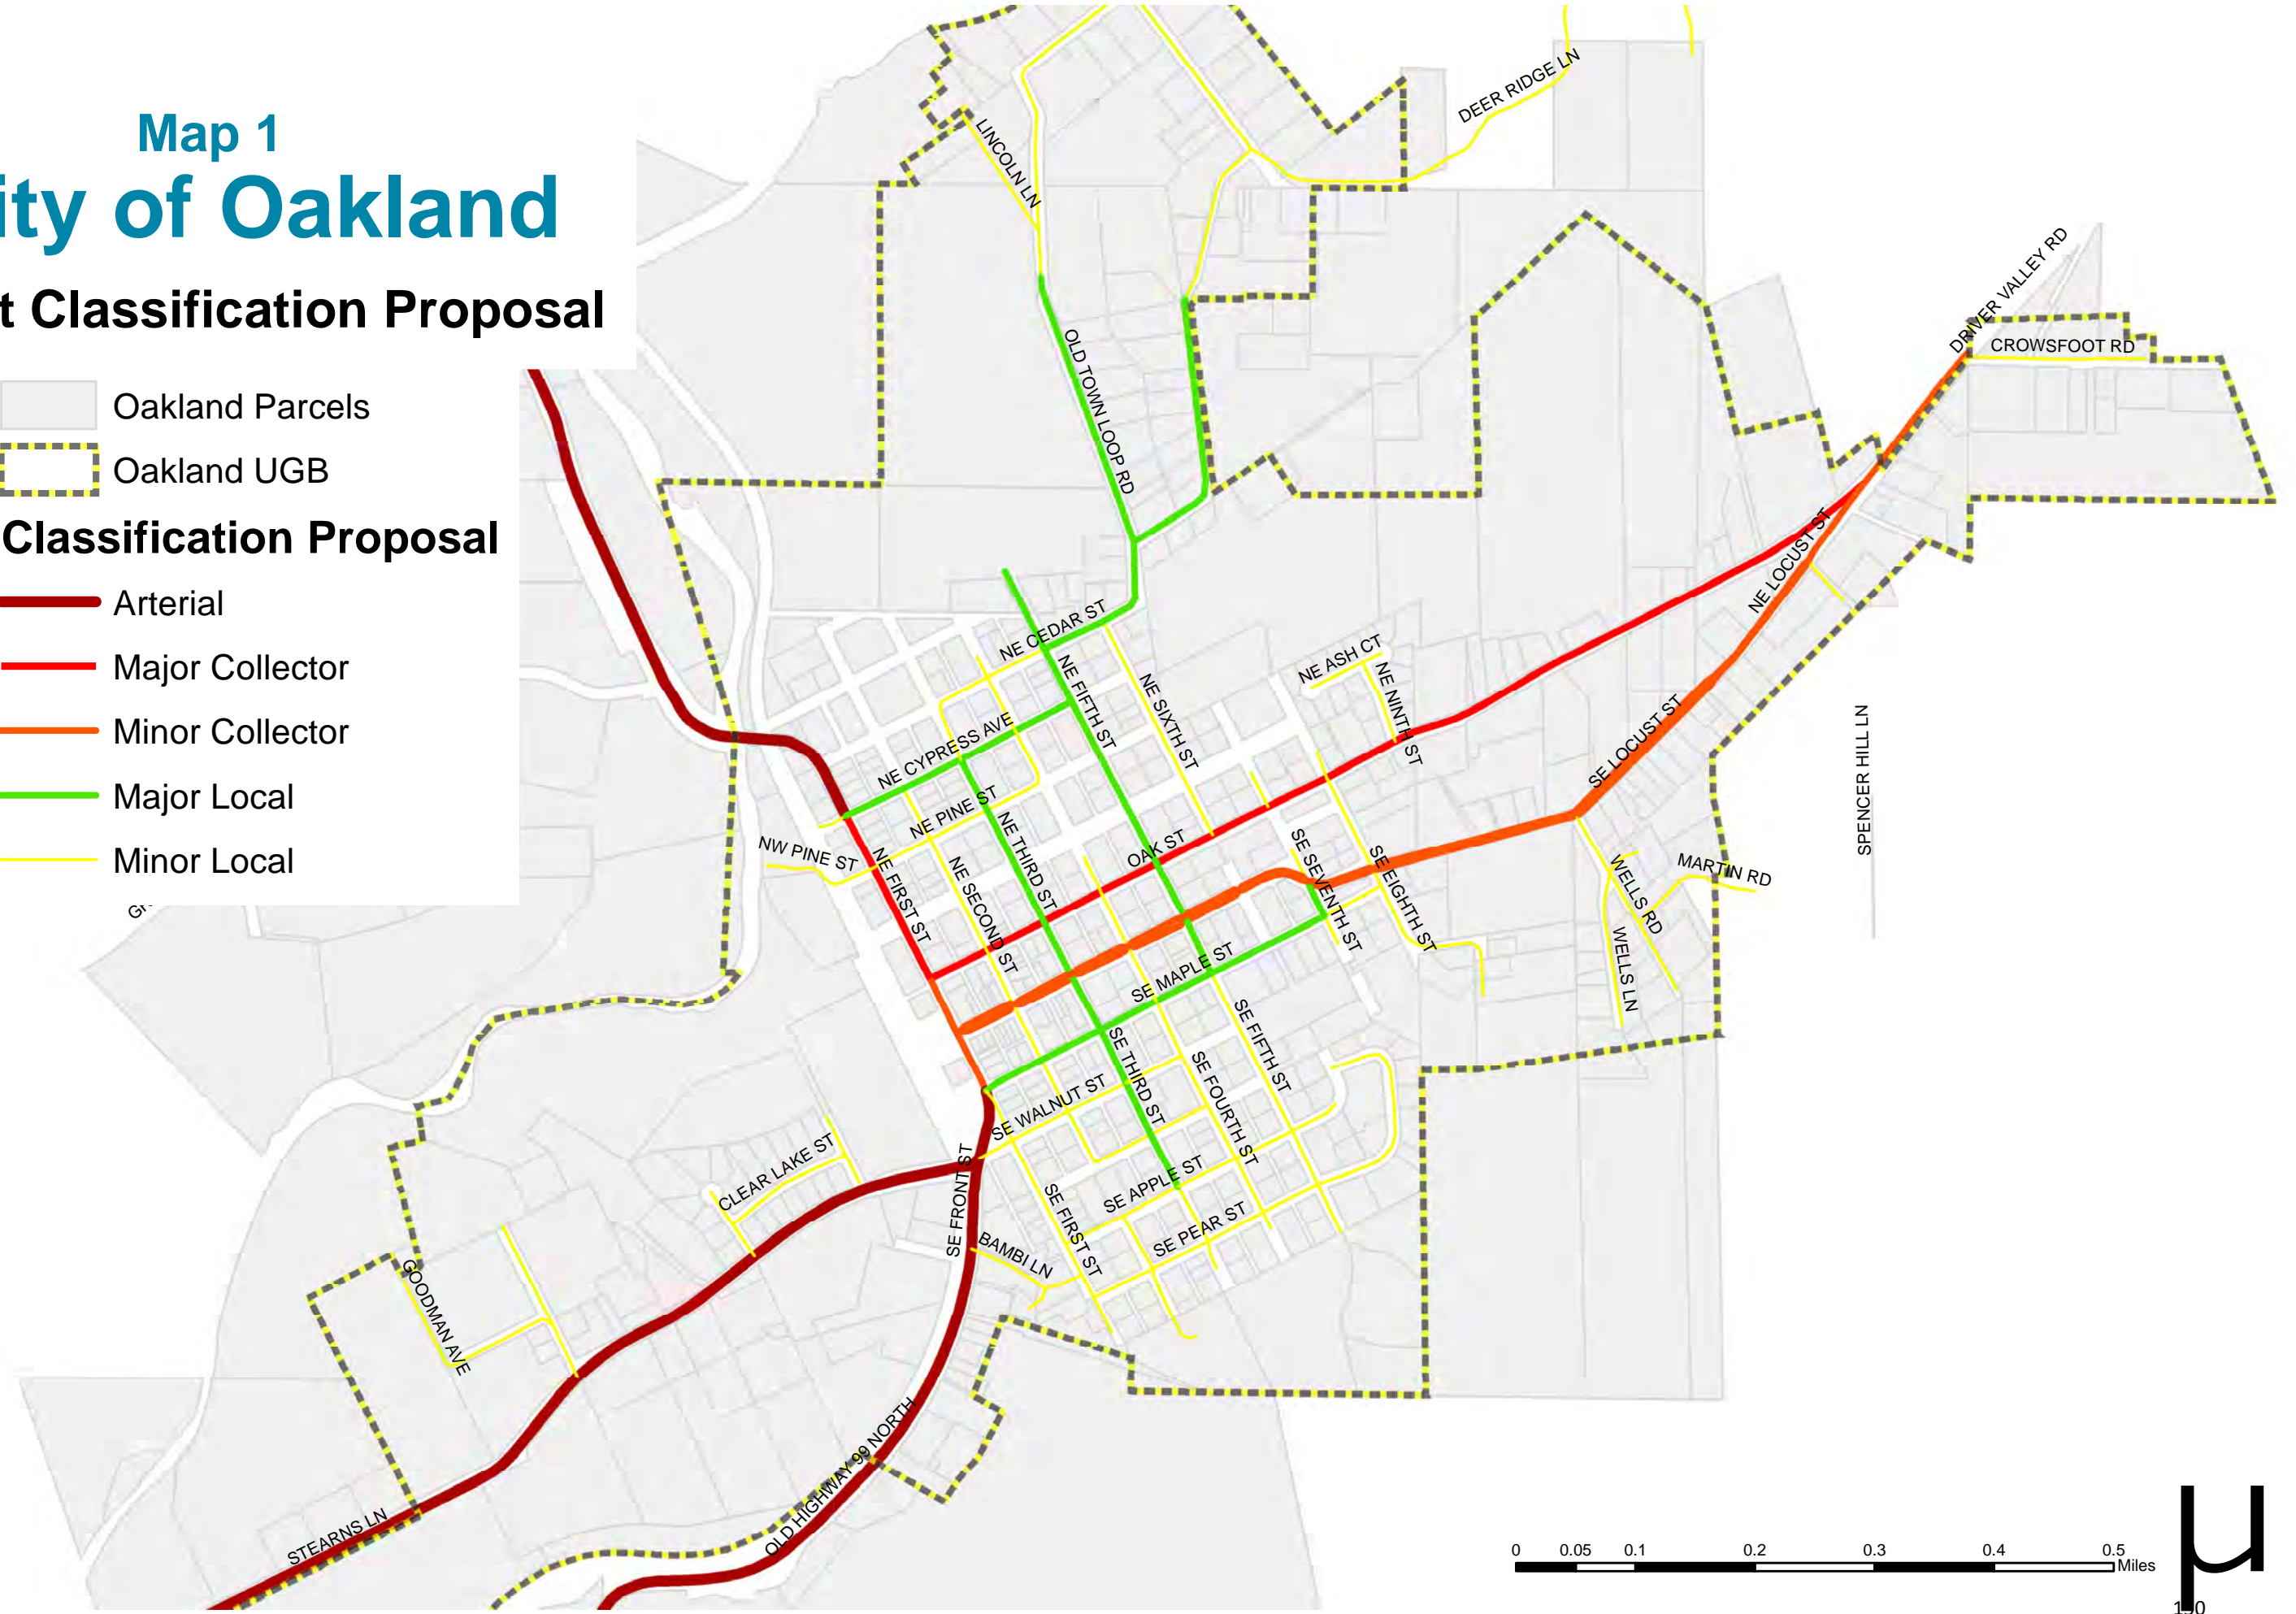 Map 1
ity of Oakland
t Classification Proposal
Oakland Parcels
Oakland UGB
Classification Proposal
Arterial
Major Collector
Minor Collector
Major Local
Minor Local
DEER RIDGE LN
LINCOLN LN
OLD TOWN LOOP RD
DRIVER VALLEY RD
CROWSFOOT RD
NE LOCUST ST
NE CEDAR ST
NE ASH CT
NE NINTH ST
NE FIFTH ST
NE SIXTH ST
NE CYPRESS AVE
SE LOCUST ST
SPENCER HILL LN
NE PINE ST
NW PINE ST
NE FIRST ST
NE SECOND ST
NE THIRD ST
OAK ST
SE SEVENTH ST
SE EIGHTH ST
WELLS RD
MARTIN RD
WELLS LN
SE MAPLE ST
SE FIFTH ST
SE THIRD ST
SE FOURTH ST
SE WALNUT ST
CLEAR LAKE ST
SE FRONT ST
SE FIRST ST
SE APPLE ST
SE PEAR ST
BAMBI LN
GOODMAN AVE
OLD HIGHWAY 99 NORTH
STEARNS LN
0 0.05 0.1 0.2 0.3 0.4 0.5
Miles
µ